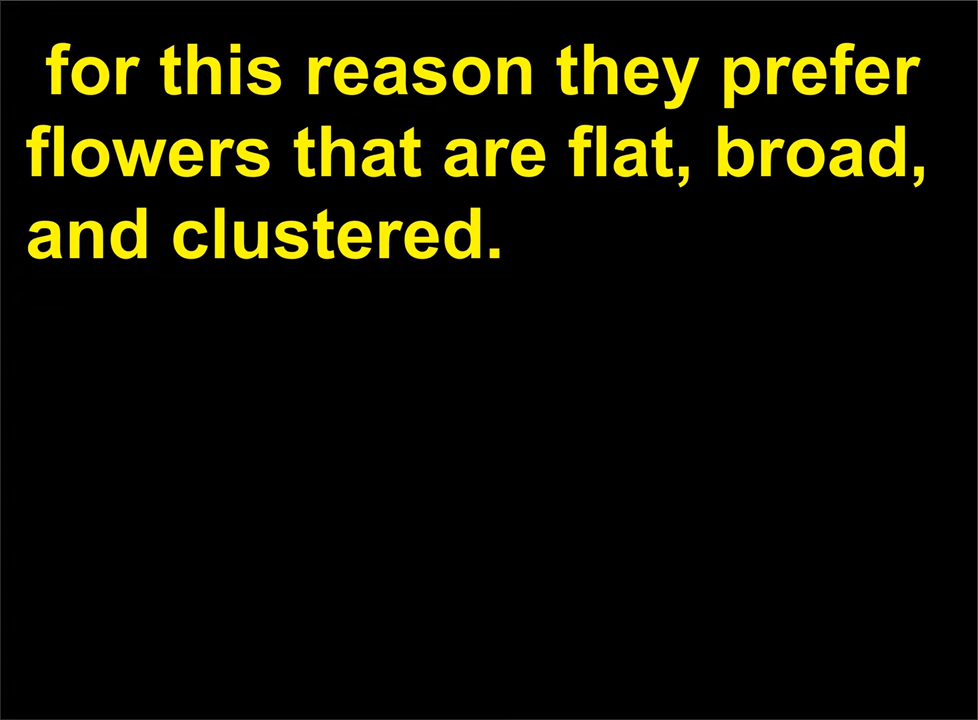 for this reason they prefer
flowers that are flat, broad,
and clustered.